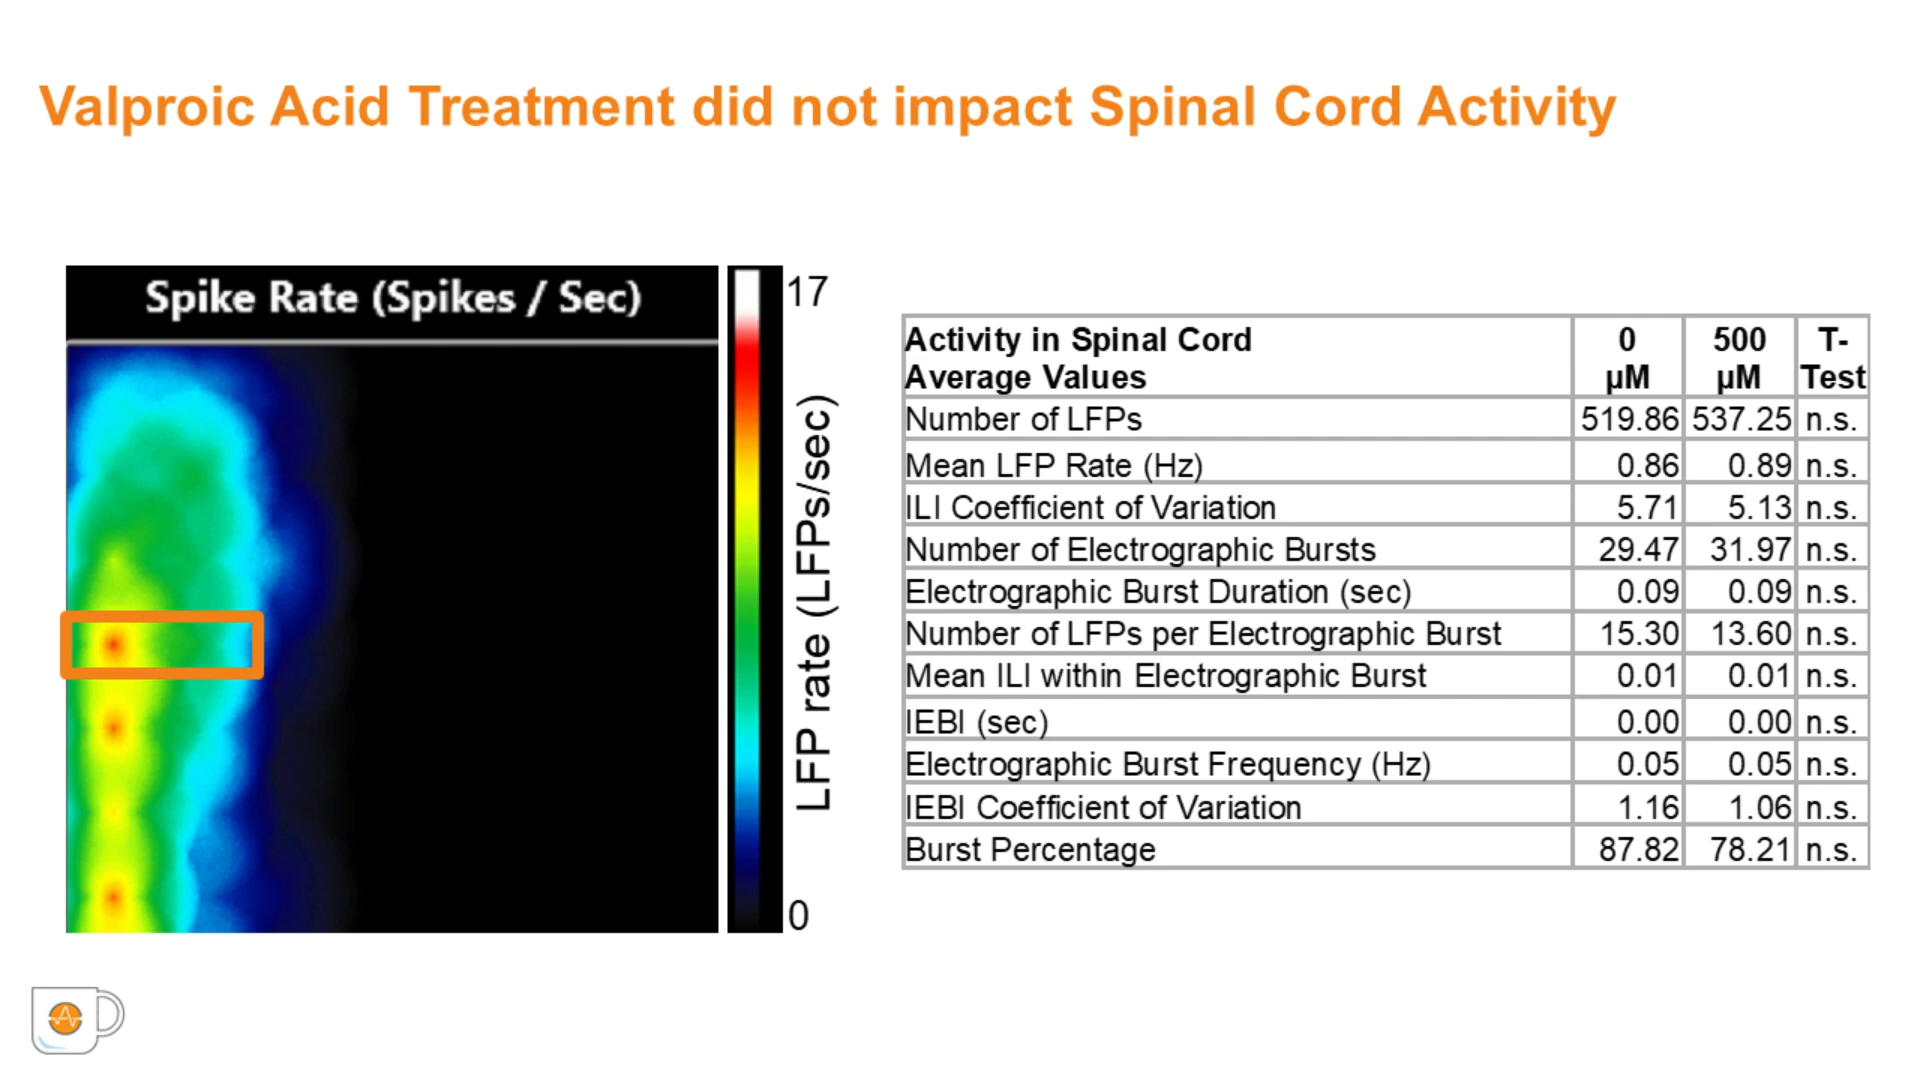 Valproic Acid Treatment did not impact Spinal Cord Activity
Spike Rate (Spikes / Sec)
17
LFP rate (LFPs/sec)
0
Activity in Spinal Cord Average Values 0 µM 500 µM T-Test
Number of LFPs 519.86 537.25 n.s.
Mean LFP Rate (Hz) 0.86 0.89 n.s.
ILI Coefficient of Variation 5.71 5.13 n.s.
Number of Electrographic Bursts 29.47 31.97 n.s.
Electrographic Burst Duration (sec) 0.09 0.09 n.s.
Number of LFPs per Electrographic Burst 15.30 13.60 n.s.
Mean ILI within Electrographic Burst 0.01 0.01 n.s.
IEBI (sec) 0.00 0.00 n.s.
Electrographic Burst Frequency (Hz) 0.05 0.05 n.s.
IEBI Coefficient of Variation 1.16 1.06 n.s.
Burst Percentage 87.82 78.21 n.s.